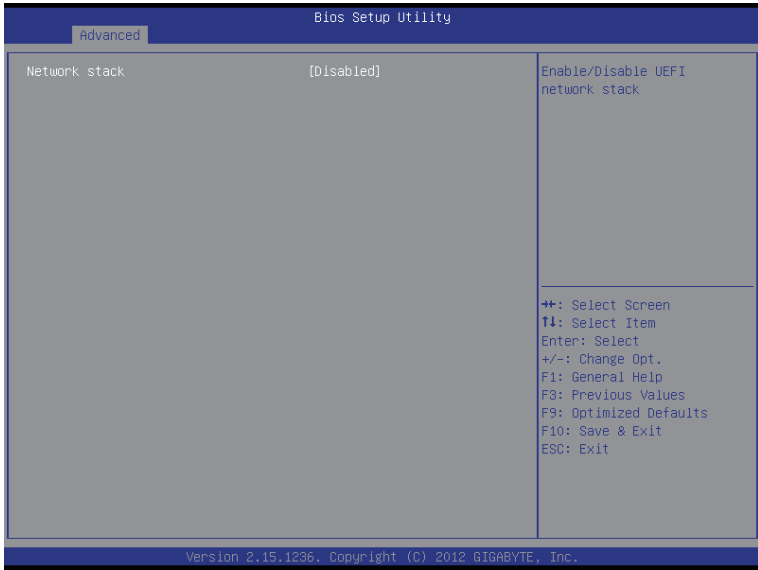 Bios Setup Utility
Advanced
Network stack [Disabled]
Enable/Disable UEFI
network stack
→←: Select Screen
↑↓: Select Item
Enter: Select
+/-: Change Opt.
F1: General Help
F3: Previous Values
F9: Optimized Defaults
F10: Save & Exit
ESC: Exit
Version 2.15.1236. Copyright (C) 2012 GIGABYTE, Inc.